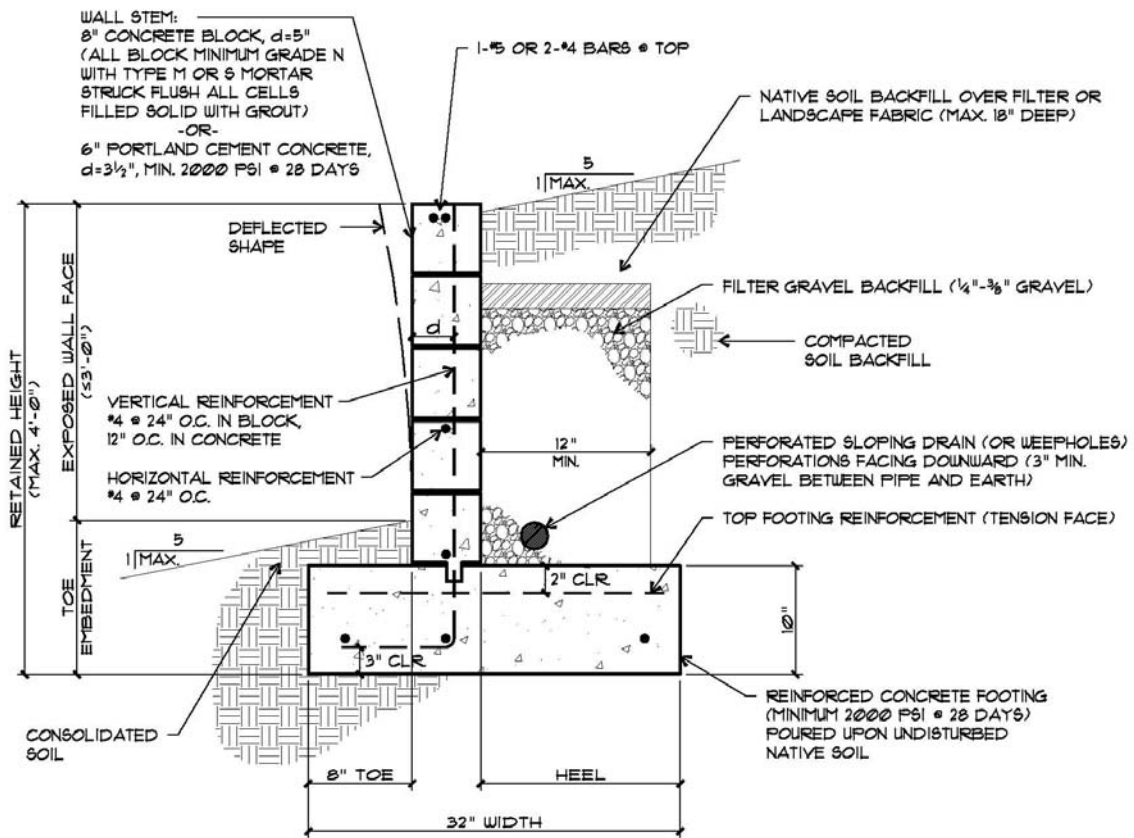 WALL STEM:
8" CONCRETE BLOCK, d=5"
(ALL BLOCK MINIMUM GRADE N
WITH TYPE M OR S MORTAR
STRUCK FLUSH ALL CELLS
FILLED SOLID WITH GROUT)
-OR-
6" PORTLAND CEMENT CONCRETE,
d=3½", MIN. 2000 PSI @ 28 DAYS
1-#5 OR 2-#4 BARS @ TOP
NATIVE SOIL BACKFILL OVER FILTER OR
LANDSCAPE FABRIC (MAX. 18" DEEP)
5
1 MAX.
DEFLECTED
SHAPE
FILTER GRAVEL BACKFILL (¼"-⅜" GRAVEL)
COMPACTED
SOIL BACKFILL
d
RETAINED HEIGHT
(MAX. 4'-0")
EXPOSED WALL FACE
(≤3'-0")
VERTICAL REINFORCEMENT
#4 @ 24" O.C. IN BLOCK,
12" O.C. IN CONCRETE
HORIZONTAL REINFORCEMENT
#4 @ 24" O.C.
12"
MIN.
PERFORATED SLOPING DRAIN (OR WEEPHOLES)
PERFORATIONS FACING DOWNWARD (3" MIN.
GRAVEL BETWEEN PIPE AND EARTH)
TOP FOOTING REINFORCEMENT (TENSION FACE)
5
1 MAX.
TOE
EMBEDMENT
2" CLR.
3" CLR.
10"
REINFORCED CONCRETE FOOTING
(MINIMUM 2000 PSI @ 28 DAYS)
POURED UPON UNDISTURBED
NATIVE SOIL
CONSOLIDATED
SOIL
8" TOE
HEEL
32" WIDTH